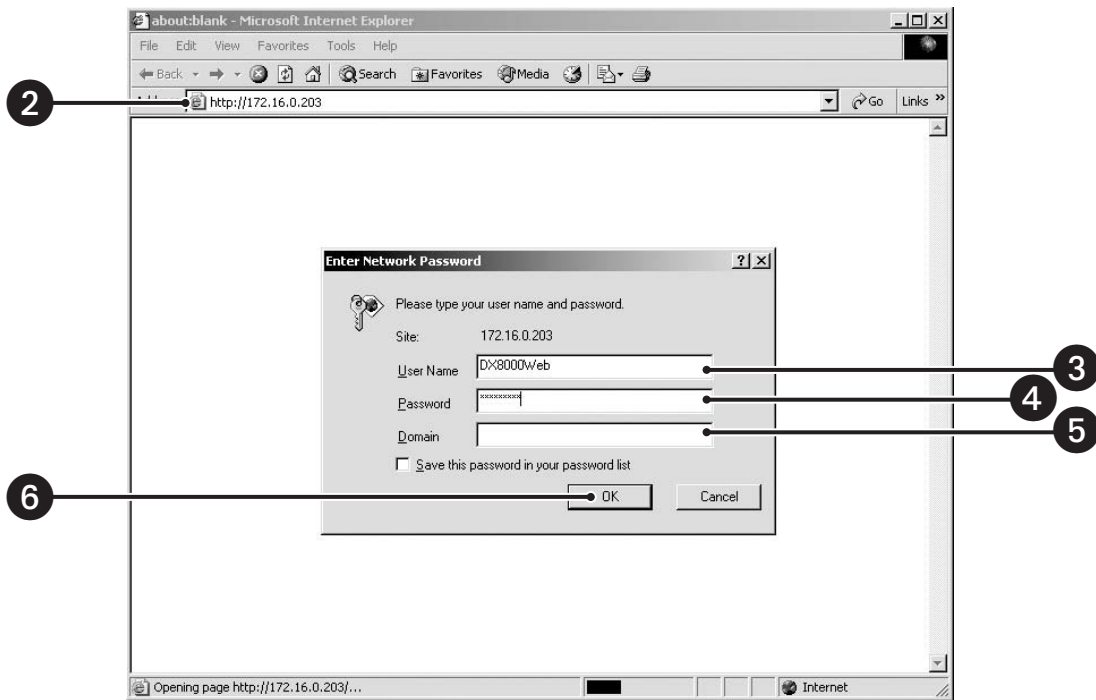 about:blank - Microsoft Internet Explorer
File Edit View Favorites Tools Help
Back Search Favorites Media
2
http://172.16.0.203 Go Links »
Enter Network Password
Please type your user name and password.
Site: 172.16.0.203
User Name DX8000Web 3
Password ********* 4
Domain 5
Save this password in your password list
6 OK Cancel
Opening page http://172.16.0.203/... Internet